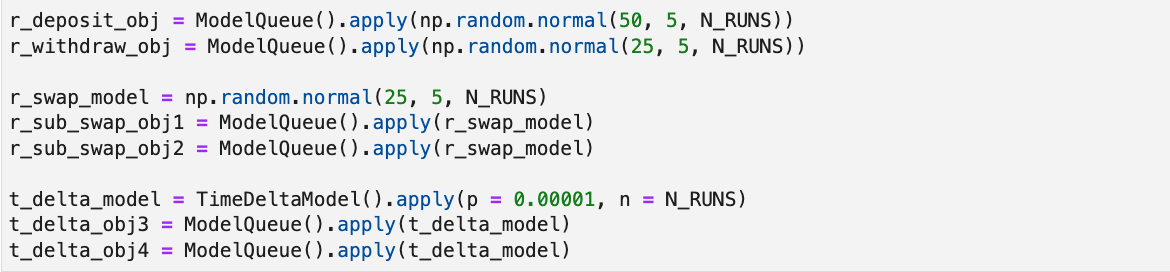 r_deposit_obj = ModelQueue().apply(np.random.normal(50, 5, N_RUNS))
r_withdraw_obj = ModelQueue().apply(np.random.normal(25, 5, N_RUNS))
r_swap_model = np.random.normal(25, 5, N_RUNS)
r_sub_swap_obj1 = ModelQueue().apply(r_swap_model)
r_sub_swap_obj2 = ModelQueue().apply(r_swap_model)
t_delta_model = TimeDeltaModel().apply(p = 0.00001, n = N_RUNS)
t_delta_obj3 = ModelQueue().apply(t_delta_model)
t_delta_obj4 = ModelQueue().apply(t_delta_model)